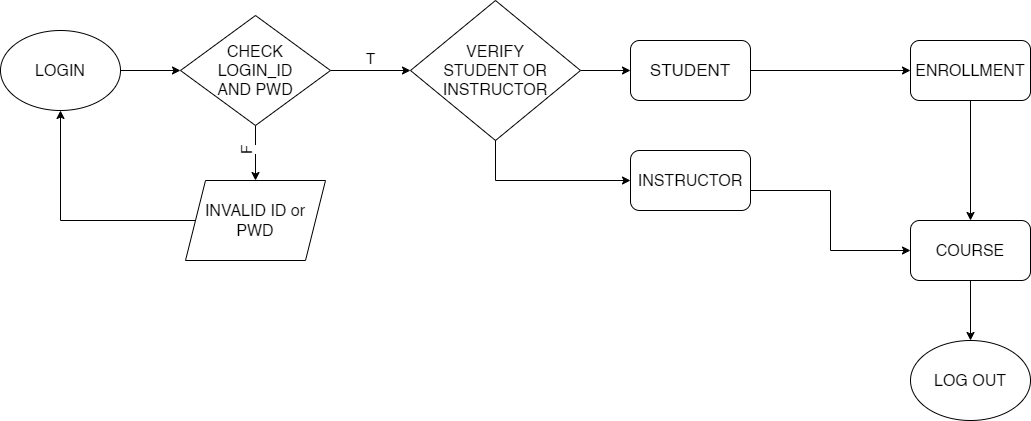 LOGIN
CHECK
LOGIN_ID
AND PWD
T
VERIFY
STUDENT OR
INSTRUCTOR
STUDENT
ENROLLMENT
F
INSTRUCTOR
INVALID ID or
PWD
COURSE
LOG OUT